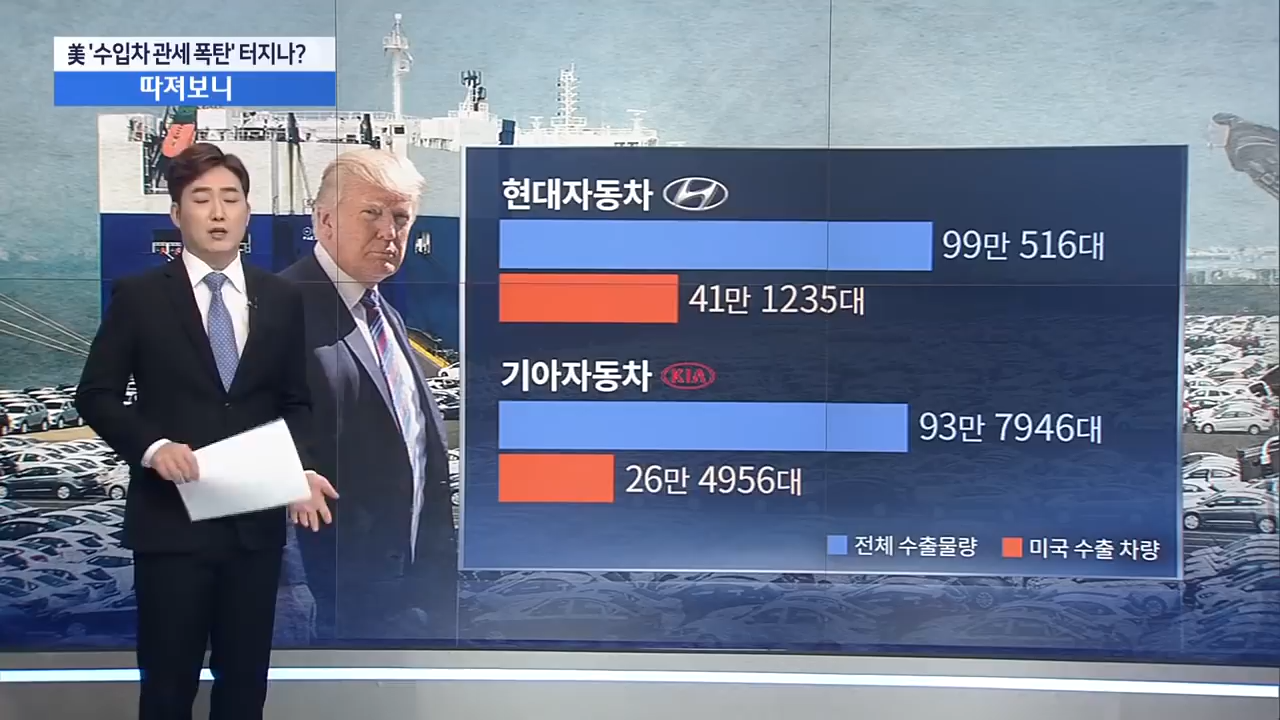 美 '수입차 관세 폭탄' 터지나?
따져보니
현대자동차
99만 516대
41만 1235대
기아자동차 KIA
93만 7946대
26만 4956대
전체 수출물량 미국 수출 차량